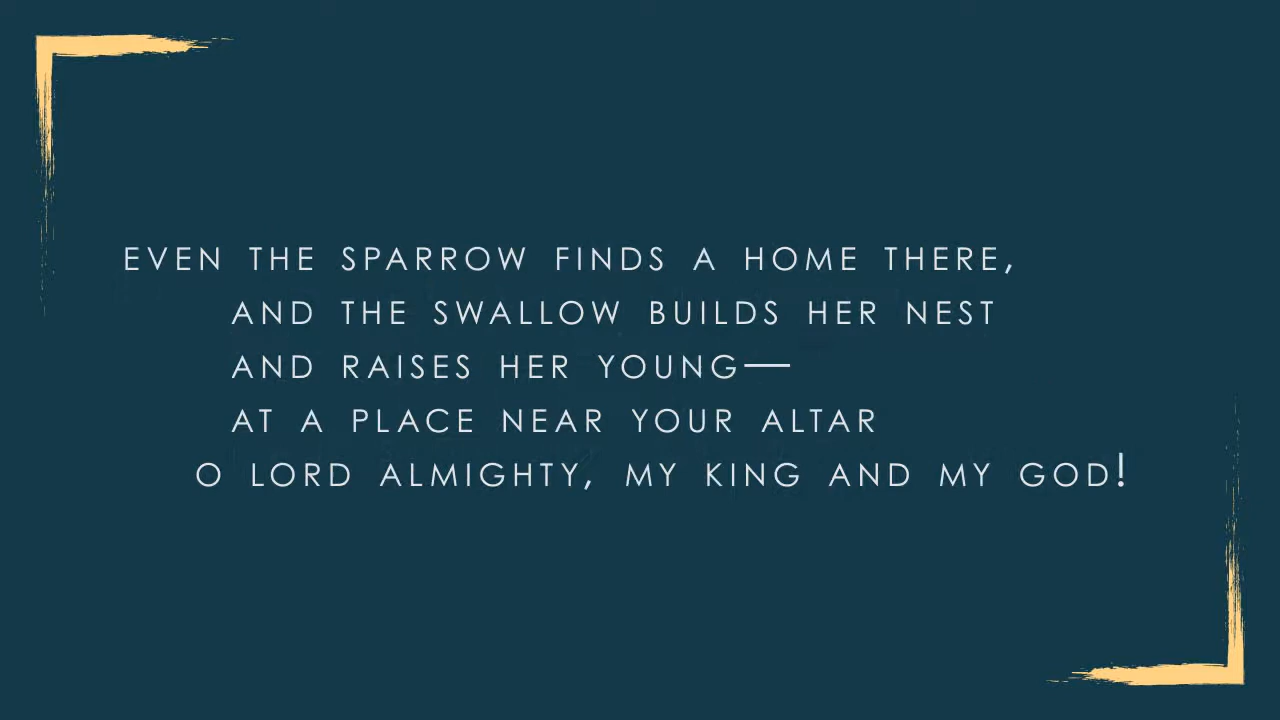 EVEN THE SPARROW FINDS A HOME THERE,
AND THE SWALLOW BUILDS HER NEST
AND RAISES HER YOUNG—
AT A PLACE NEAR YOUR ALTAR
O LORD ALMIGHTY, MY KING AND MY GOD!